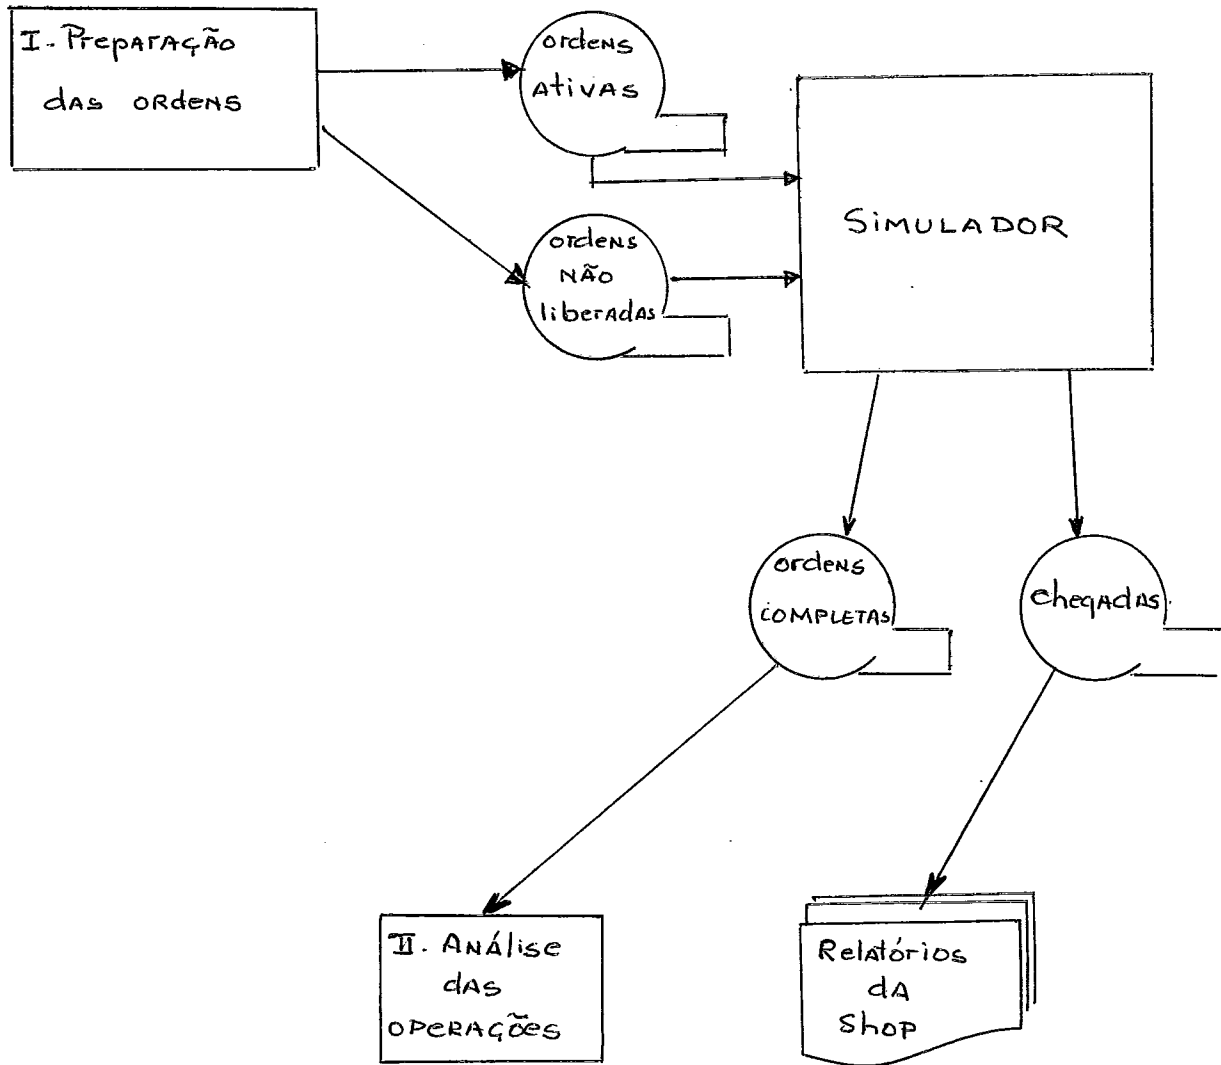 I. Preparação
das ordens
ordens
ativas
ordens
não
liberadas
SIMULADOR
ordens
COMPLETAS
chegadas
II. Análise
das
OPERAÇÕES
Relatórios
da
Shop